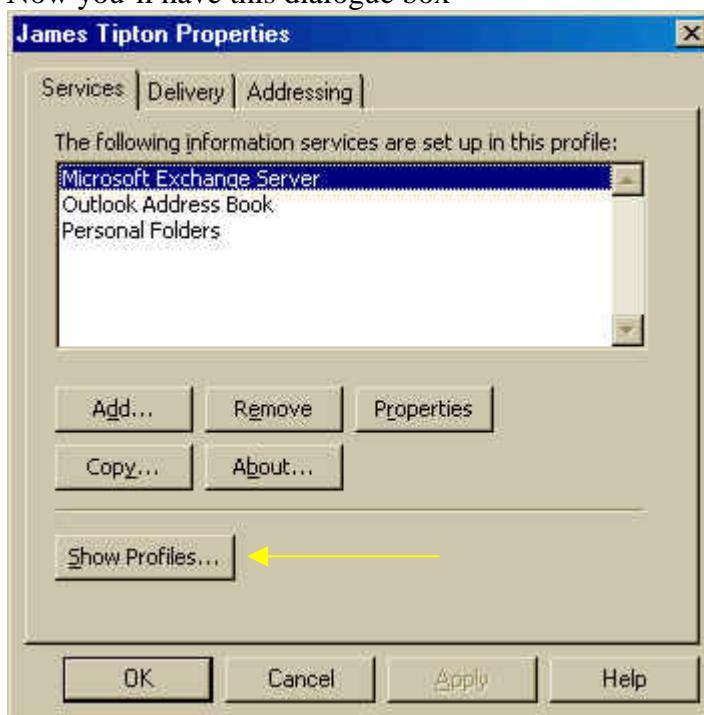 Now you'll have this dialogue box
James Tipton Properties
Services Delivery Addressing
The following information services are set up in this profile:
Microsoft Exchange Server
Outlook Address Book
Personal Folders
Add... Remove Properties
Copy... About...
Show Profiles...
OK Cancel Apply Help